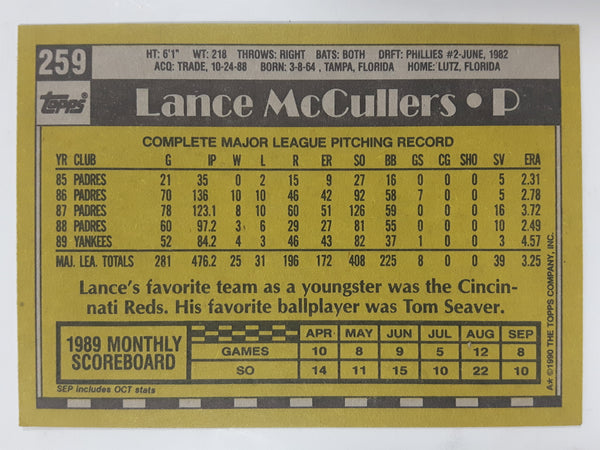 259
HT: 6'1" WT: 218 THROWS: RIGHT BATS: BOTH DRFT: PHILLIES #2-JUNE, 1982
ACQ: TRADE, 10-24-88 BORN: 3-8-64, TAMPA, FLORIDA HOME: LUTZ, FLORIDA
TOPPS
Lance McCullers • P
COMPLETE MAJOR LEAGUE PITCHING RECORD
YR CLUB G IP W L R ER SO BB GS CG SHO SV ERA
85 PADRES 21 35 0 2 15 9 27 16 0 0 0 5 2.31
86 PADRES 70 136 10 10 46 42 92 58 7 0 0 5 2.78
87 PADRES 78 123.1 8 10 60 51 126 59 0 0 0 16 3.72
88 PADRES 60 97.2 3 6 29 27 81 55 0 0 0 10 2.49
89 YANKEES 52 84.2 4 3 46 43 82 37 1 0 0 3 4.57
MAJ. LEA. TOTALS 281 476.2 25 31 196 172 408 225 8 0 0 39 3.25
Lance's favorite team as a youngster was the Cincin-
nati Reds. His favorite ballplayer was Tom Seaver.
1989 MONTHLY
SCOREBOARD
APR MAY JUN JUL AUG SEP
GAMES 10 8 9 5 12 8
SO 14 11 15 10 22 10
SEP includes OCT stats
A* ©1990 THE TOPPS COMPANY, INC.